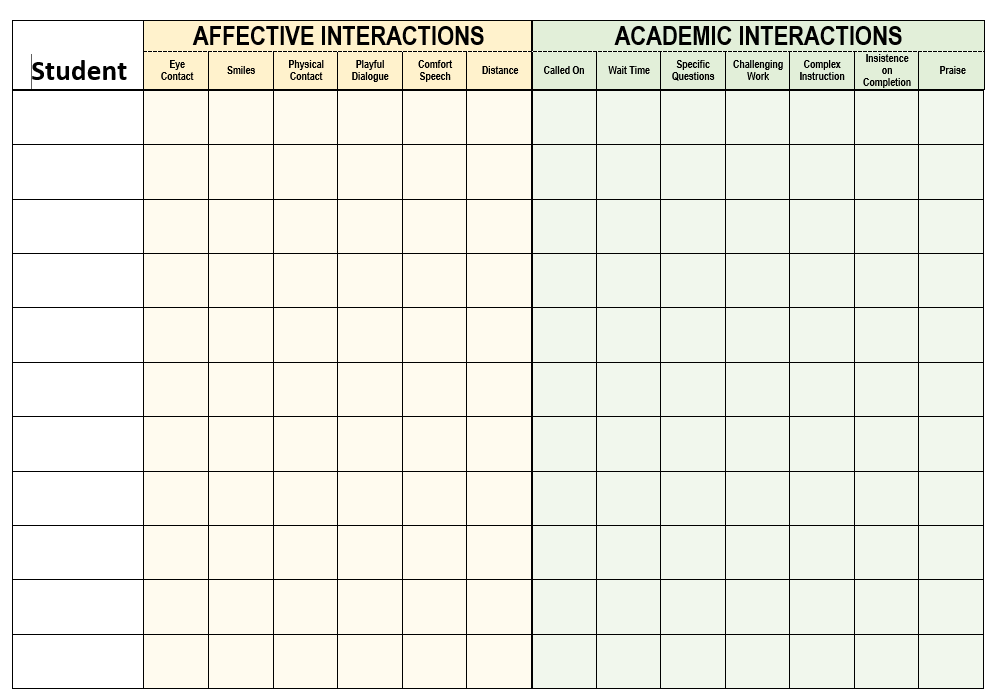 AFFECTIVE INTERACTIONS
ACADEMIC INTERACTIONS
Student
Eye
Contact
Smiles
Physical
Contact
Playful
Dialogue
Comfort
Speech
Distance
Called On
Wait Time
Specific
Questions
Challenging
Work
Complex
Instruction
Insistence
on
Completion
Praise